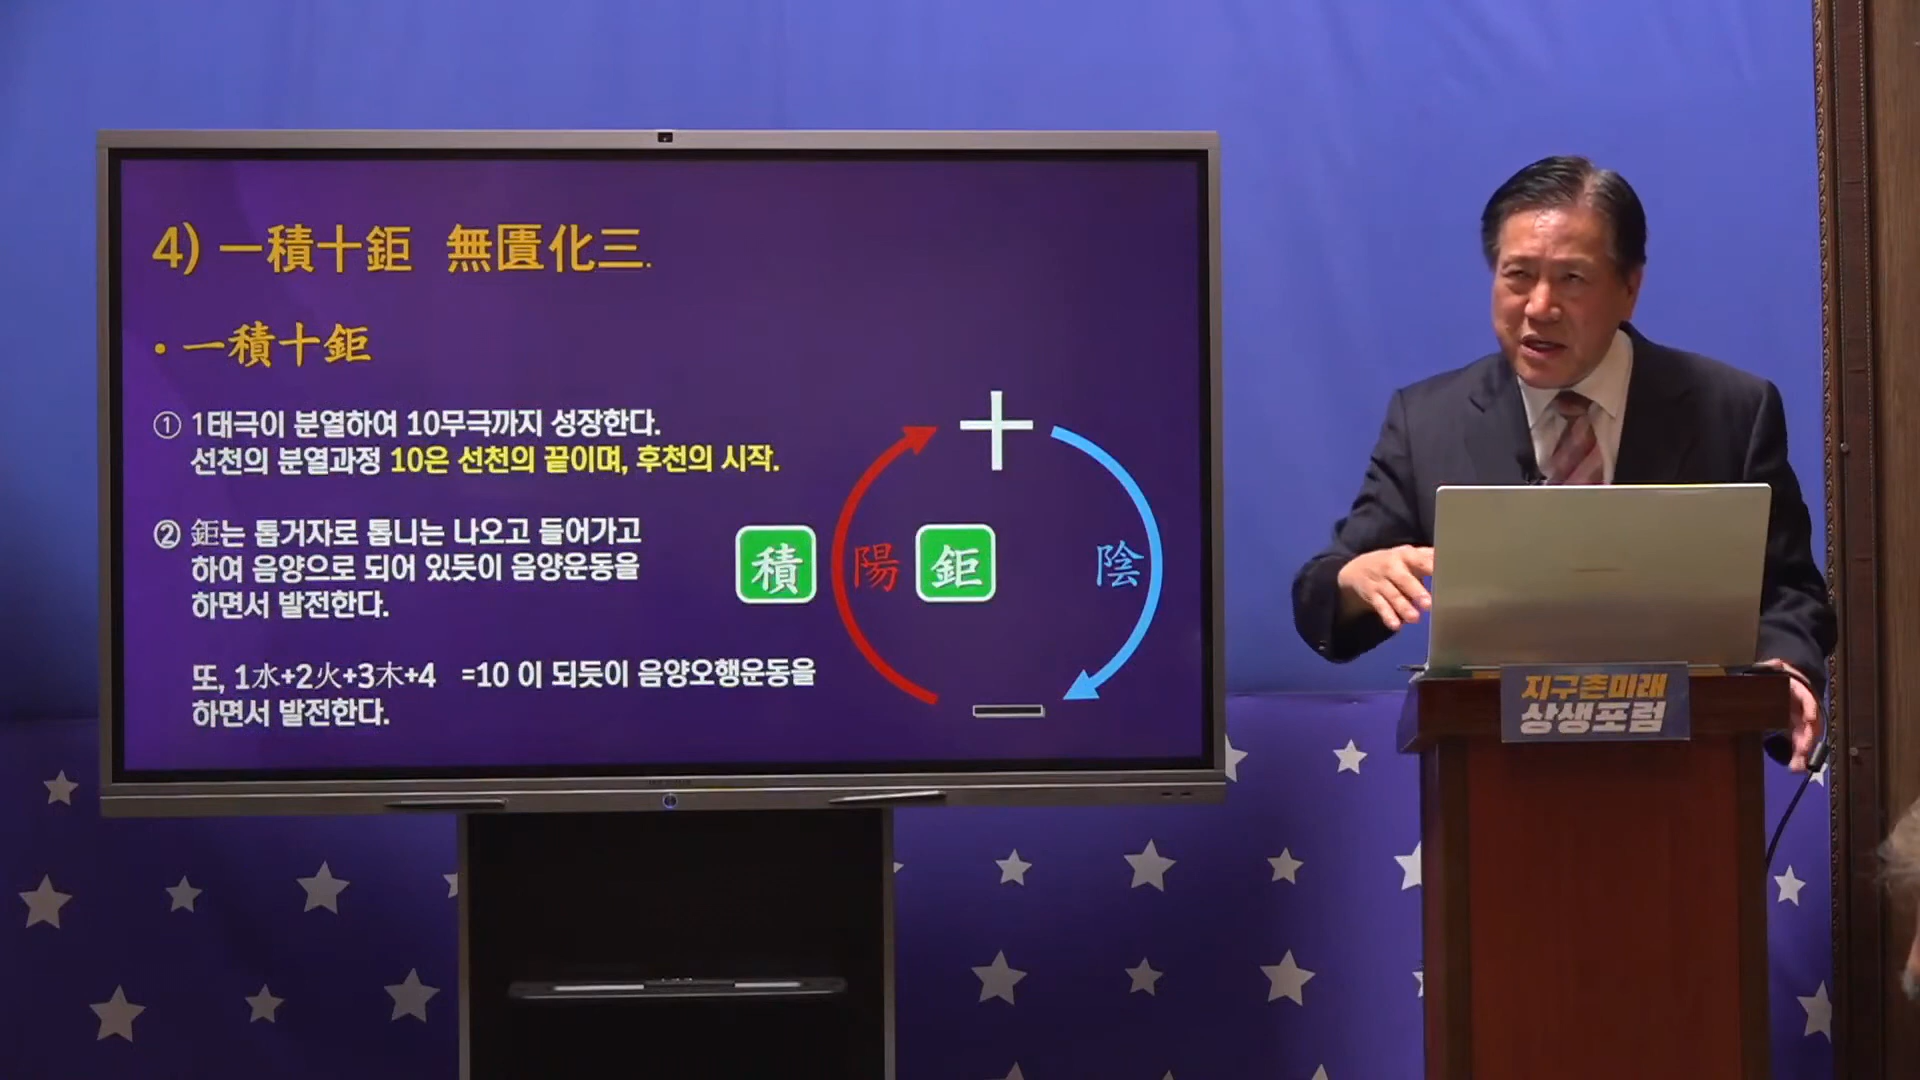 4) 一積十鉅 無匱化三.
• 一積十鉅
① 1태극이 분열하여 10무극까지 성장한다.
선천의 분열과정 10은 선천의 끝이며, 후천의 시작.
② 鉅는 톱거자로 톱니는 나오고 들어가고
하여 음양으로 되어 있듯이 음양운동을
하면서 발전한다.
또, 1水+2火+3木+4 =10 이 되듯이 음양오행운동을
하면서 발전한다.
十
積 陽 鉅 陰
一
지구촌미래
상생포럼